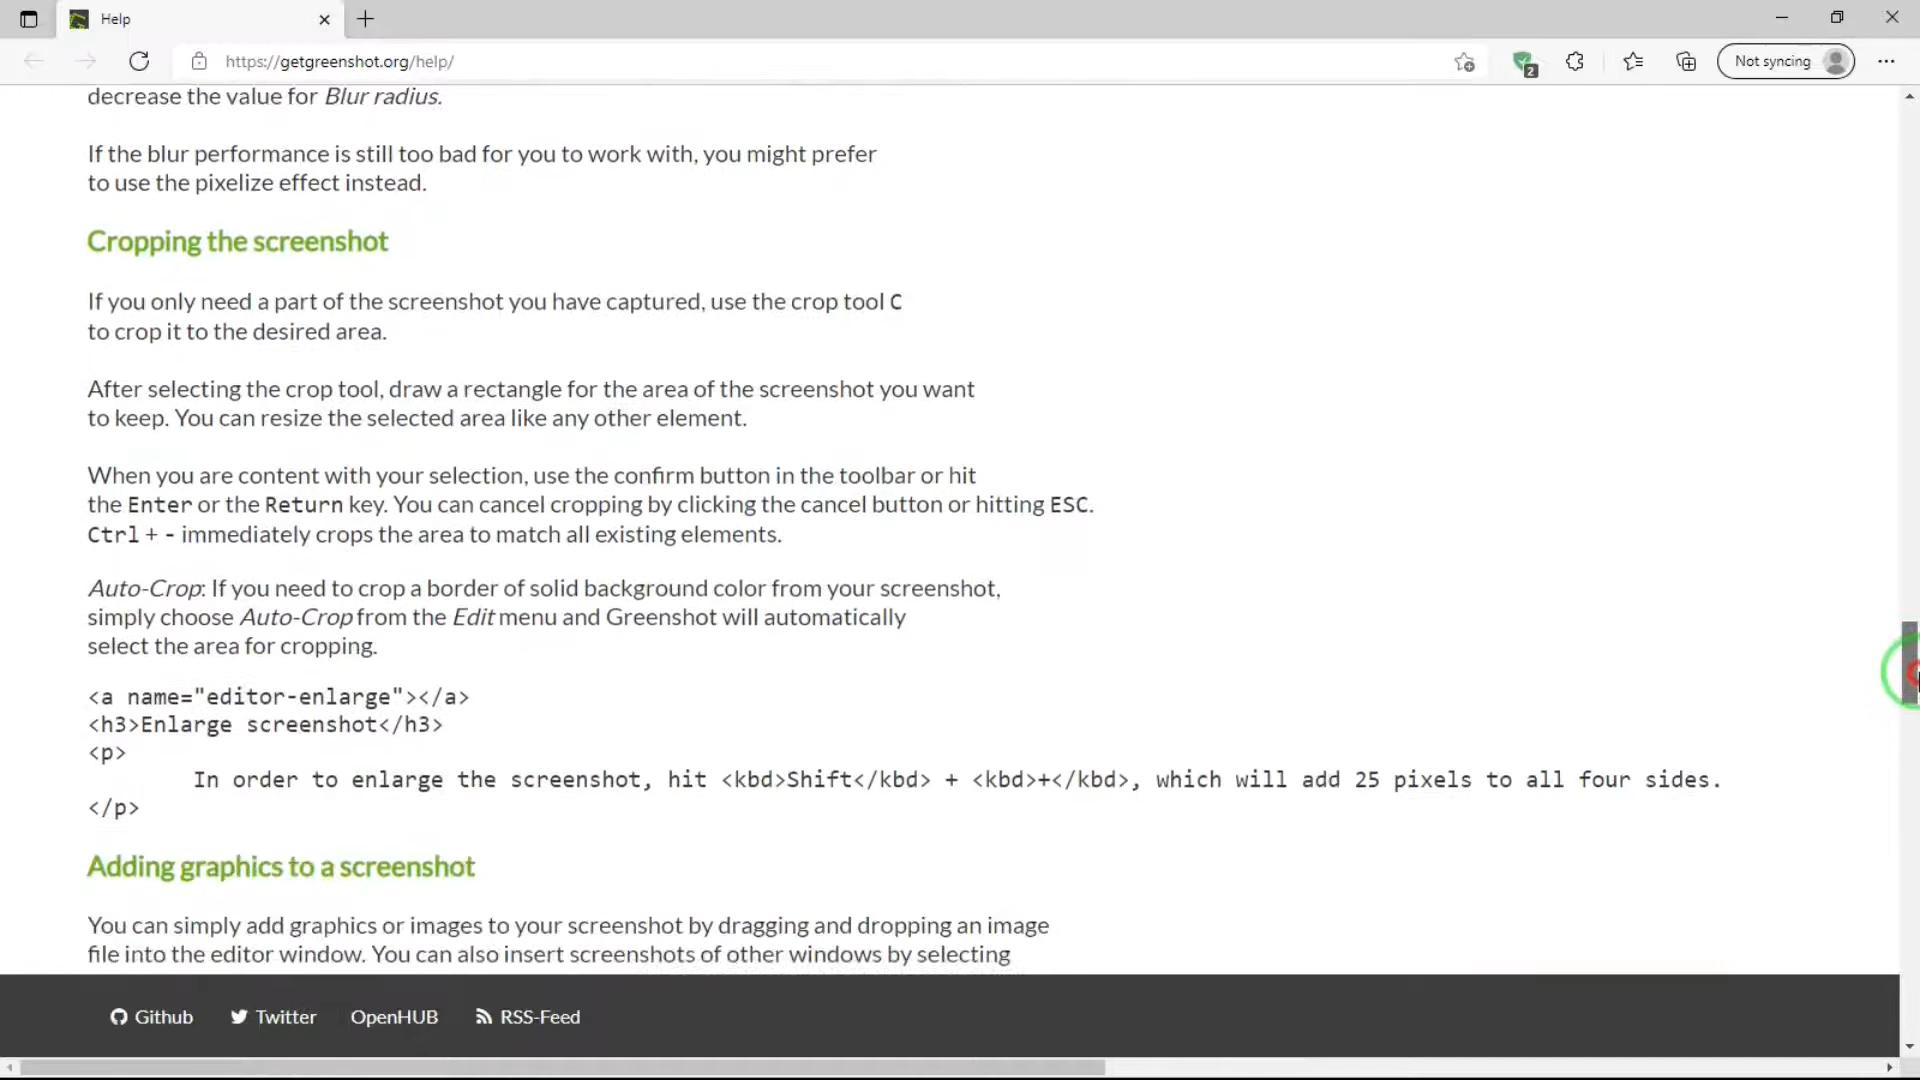 Help
https://getgreenshot.org/help/
2
Not syncing
decrease the value for Blur radius.
If the blur performance is still too bad for you to work with, you might prefer
to use the pixelize effect instead.
Cropping the screenshot
If you only need a part of the screenshot you have captured, use the crop tool C
to crop it to the desired area.
After selecting the crop tool, draw a rectangle for the area of the screenshot you want
to keep. You can resize the selected area like any other element.
When you are content with your selection, use the confirm button in the toolbar or hit
the Enter or the Return key. You can cancel cropping by clicking the cancel button or hitting ESC.
Ctrl + - immediately crops the area to match all existing elements.
Auto-Crop: If you need to crop a border of solid background color from your screenshot,
simply choose Auto-Crop from the Edit menu and Greenshot will automatically
select the area for cropping.
<a name="editor-enlarge"></a>
<h3>Enlarge screenshot</h3>
<p>
In order to enlarge the screenshot, hit <kbd>Shift</kbd> + <kbd>+</kbd>, which will add 25 pixels to all four sides.
</p>
Adding graphics to a screenshot
You can simply add graphics or images to your screenshot by dragging and dropping an image
file into the editor window. You can also insert screenshots of other windows by selecting
Github Twitter OpenHUB RSS-Feed